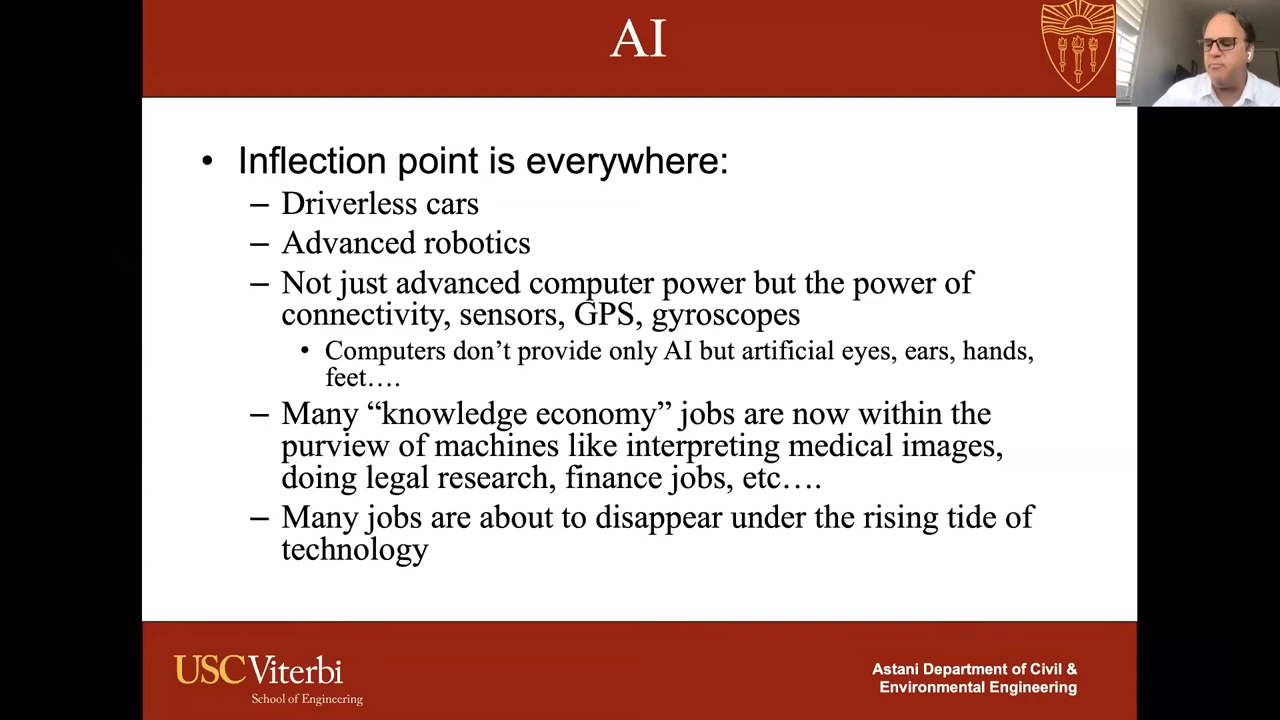 AI
• Inflection point is everywhere:
– Driverless cars
– Advanced robotics
– Not just advanced computer power but the power of
connectivity, sensors, GPS, gyroscopes
• Computers don’t provide only AI but artificial eyes, ears, hands,
feet….
– Many “knowledge economy” jobs are now within the
purview of machines like interpreting medical images,
doing legal research, finance jobs, etc….
– Many jobs are about to disappear under the rising tide of
technology
USC Viterbi
School of Engineering
Astani Department of Civil &
Environmental Engineering